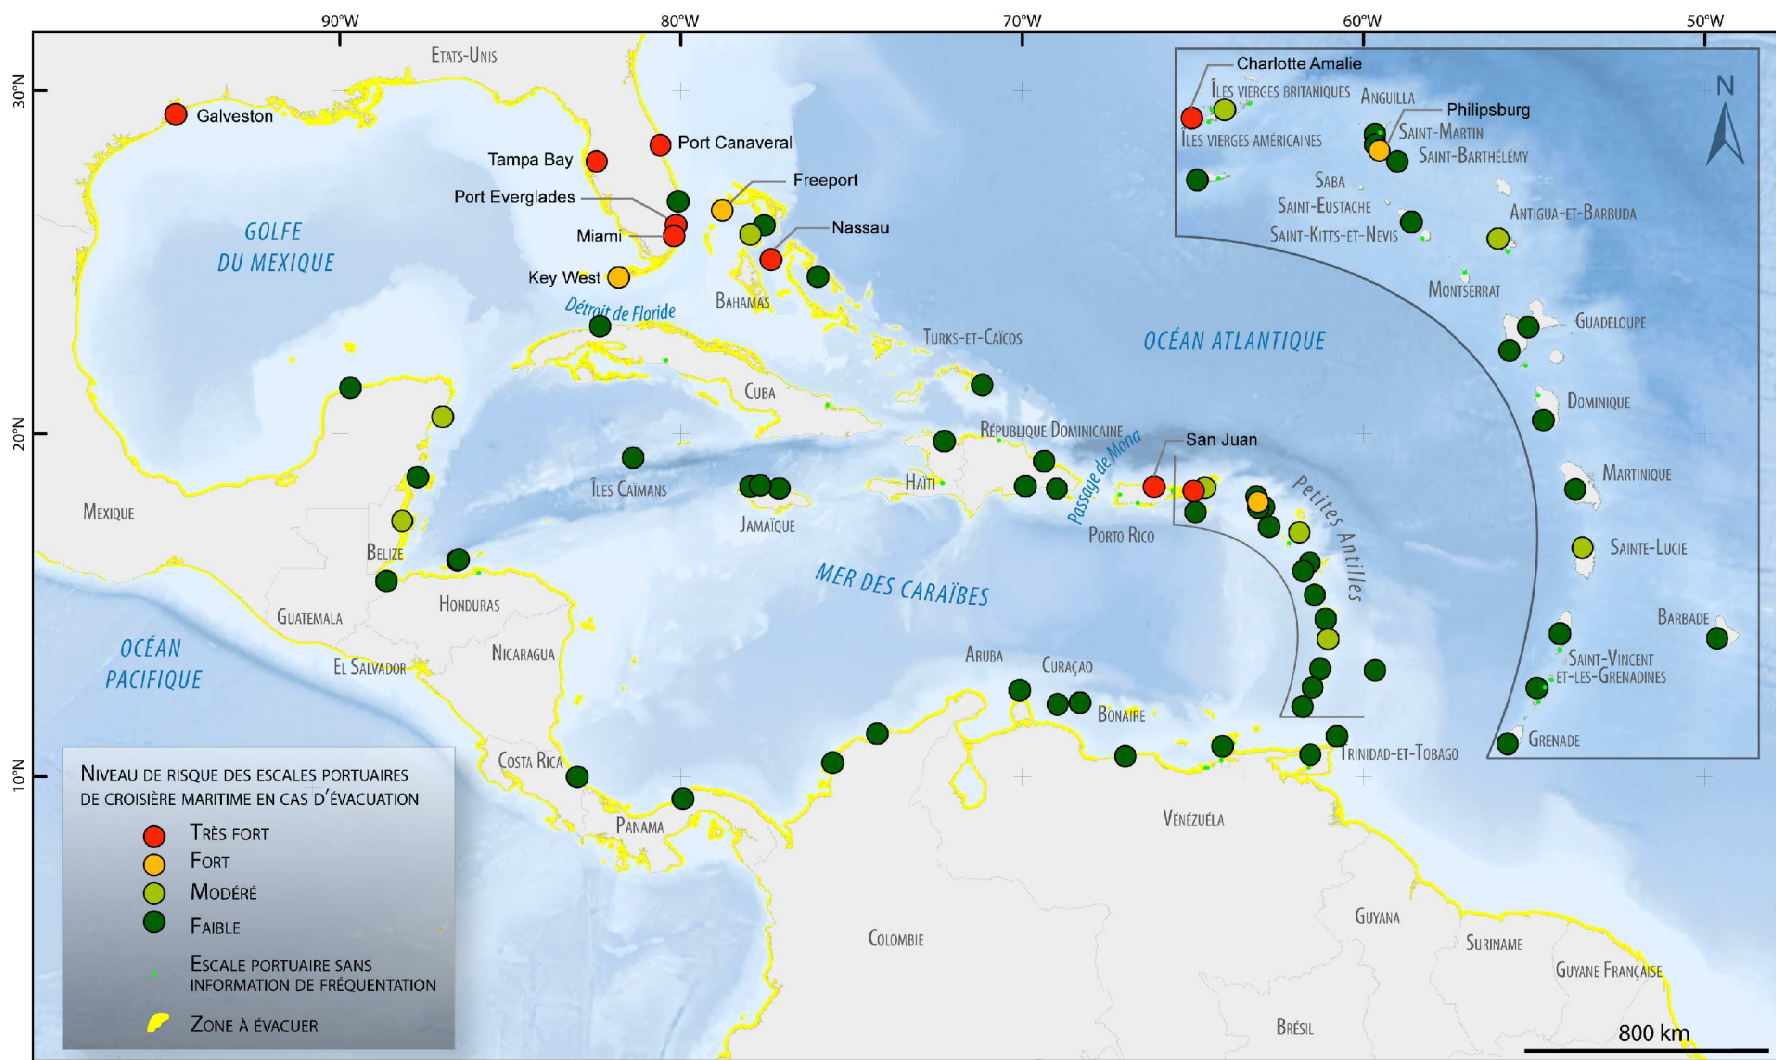 90°W
80°W
70°W
60°W
50°W
30°N
20°N
10°N
ETATS-UNIS
Galveston
Tampa Bay
Port Canaveral
Port Everglades
Freeport
Miami
Nassau
Key West
GOLFE
DU MEXIQUE
Détroit de Floride
BAHAMAS
TURKS-ET-CAÏCOS
OCÉAN ATLANTIQUE
CUBA
RÉPUBLIQUE DOMINICAINE
San Juan
HAÏTI
Passage de Mona
PORTO RICO
Petites Antilles
ÎLES CAÏMANS
JAMAÏQUE
MEXIQUE
BELIZE
GUATEMALA
HONDURAS
EL SALVADOR
NICARAGUA
MER DES CARAÏBES
OCÉAN
PACIFIQUE
ARUBA
CURAÇAO
BONAIRE
TRINIDAD-ET-TOBAGO
COSTA RICA
PANAMA
VÉNÉZUÉLA
COLOMBIE
GUYANA
SURINAME
GUYANE FRANÇAISE
BRÉSIL
800 km
N
Charlotte Amalie
ÎLES VIERGES BRITANIQUES
ANGUILLA
Philipsburg
ÎLES VIERGES AMÉRICAINES
SAINT-MARTIN
SAINT-BARTHÉLÉMY
SABA
SAINT-EUSTACHE
ANTIGUA-ET-BARBUDA
SAINT-KITTS-ET-NEVIS
MONTSERRAT
GUADELOUPE
DOMINIQUE
MARTINIQUE
SAINTE-LUCIE
BARBADE
SAINT-VINCENT
ET-LES-GRENADINES
GRENADE
NIVEAU DE RISQUE DES ESCALES PORTUAIRES
DE CROISIÈRE MARITIME EN CAS D'ÉVACUATION
TRÈS FORT
FORT
MODÉRÉ
FAIBLE
ESCALE PORTUAIRE SANS
INFORMATION DE FRÉQUENTATION
ZONE À ÉVACUER